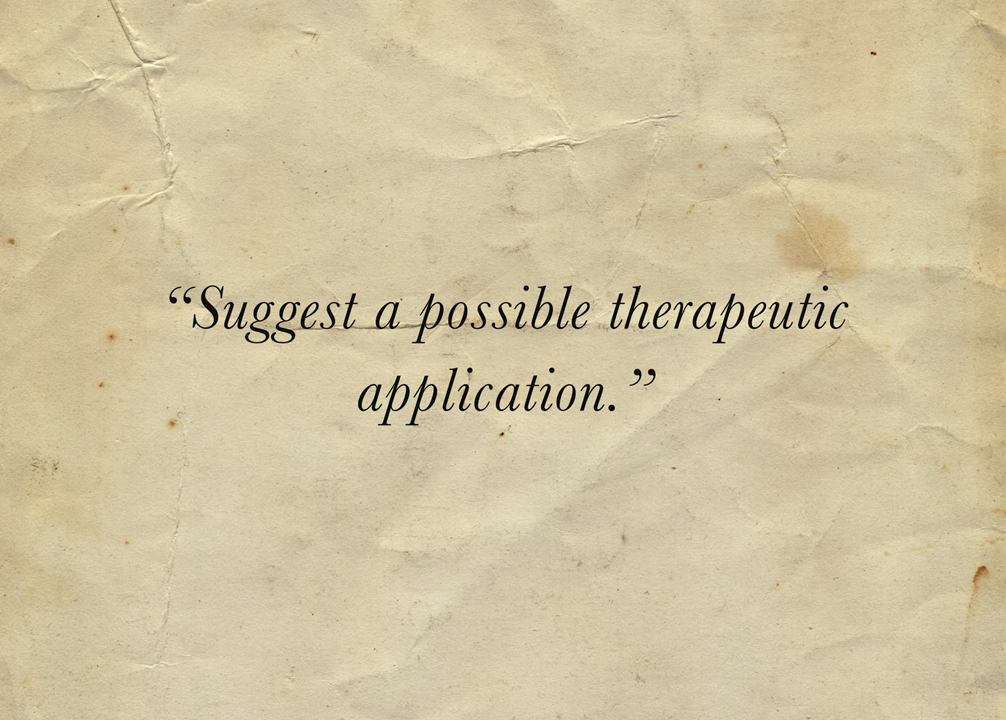 “Suggest a possible therapeutic
application.”